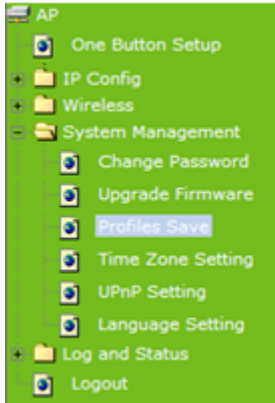 AP
One Button Setup
IP Config
Wireless
System Management
Change Password
Upgrade Firmware
Profiles Save
Time Zone Setting
UPnP Setting
Language Setting
Log and Status
Logout